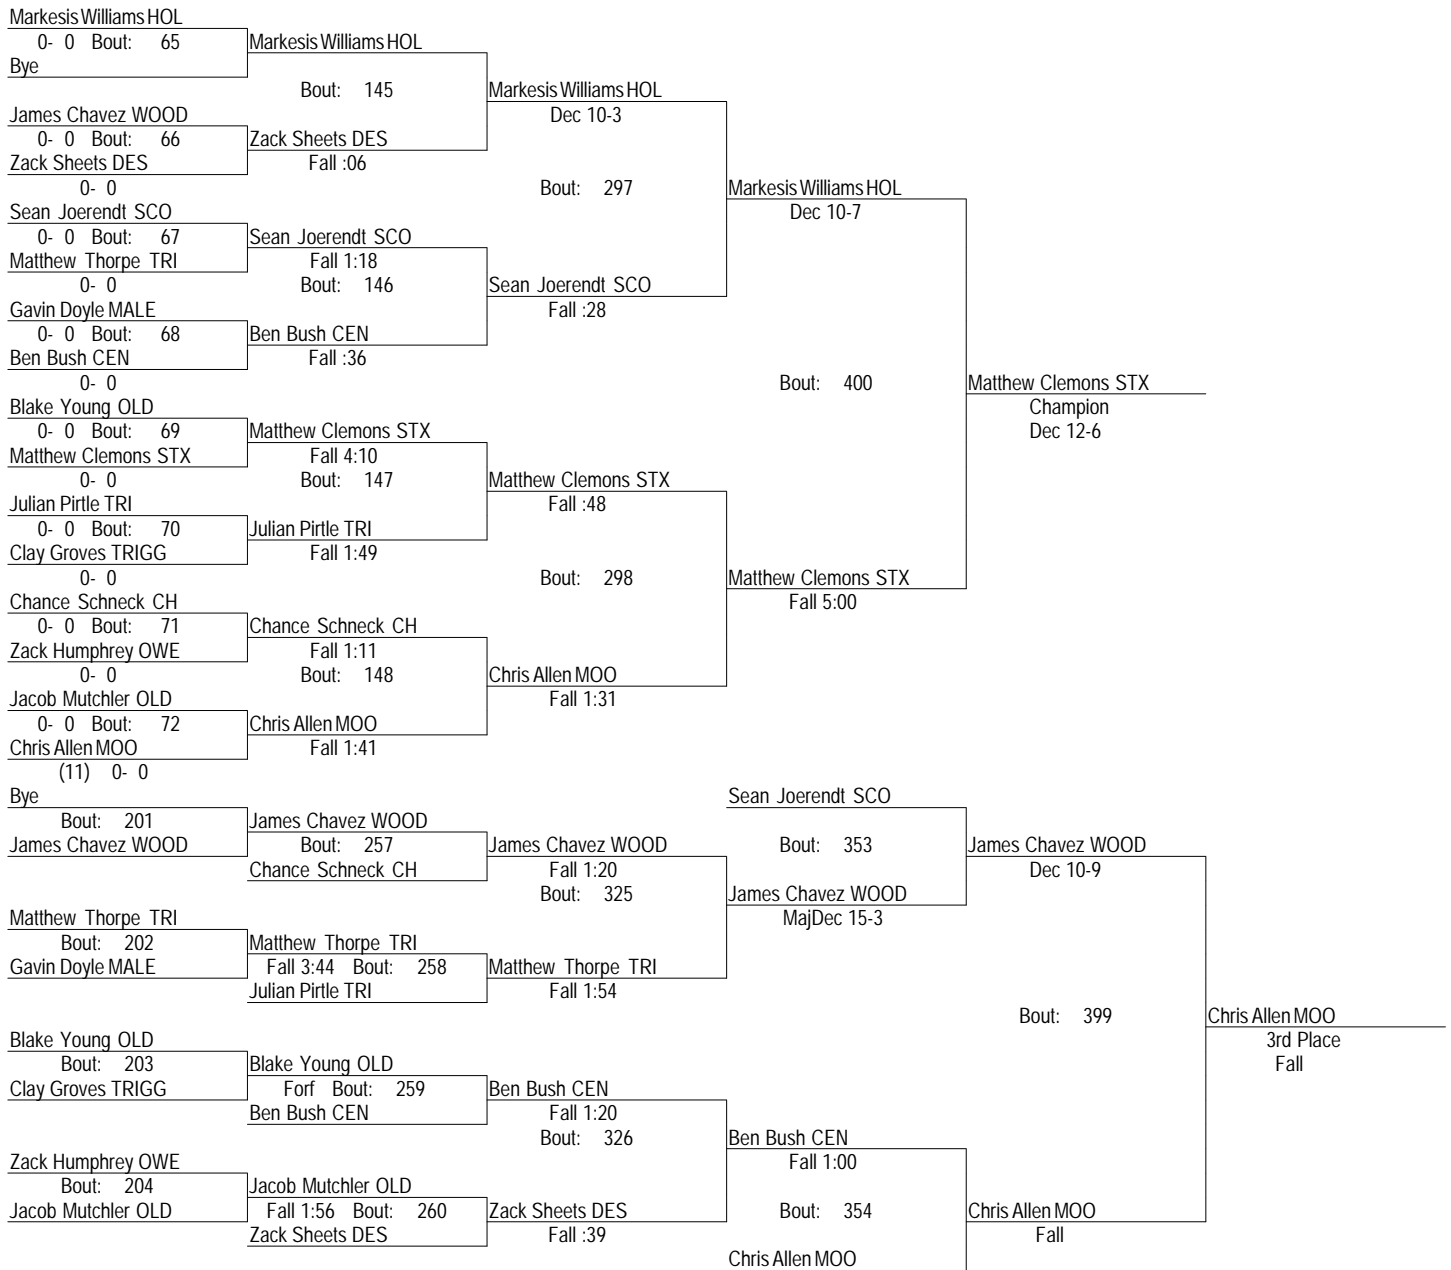 Markesis Williams HOL
0- 0 Bout: 65 Markesis Williams HOL
Bye
Bout: 145 Markesis Williams HOL
James Chavez WOOD Dec 10-3
0- 0 Bout: 66 Zack Sheets DES
Zack Sheets DES Fall :06
0- 0 Bout: 297 Markesis Williams HOL
Sean Joerendt SCO Dec 10-7
0- 0 Bout: 67 Sean Joerendt SCO
Matthew Thorpe TRI Fall 1:18
0- 0 Bout: 146 Sean Joerendt SCO
Gavin Doyle MALE Fall :28
0- 0 Bout: 68 Ben Bush CEN
Ben Bush CEN Fall :36
0- 0 Bout: 400 Matthew Clemons STX
Blake Young OLD Champion
0- 0 Bout: 69 Matthew Clemons STX Dec 12-6
Matthew Clemons STX Fall 4:10
0- 0 Bout: 147 Matthew Clemons STX
Julian Pirtle TRI Fall :48
0- 0 Bout: 70 Julian Pirtle TRI
Clay Groves TRIGG Fall 1:49
0- 0 Bout: 298 Matthew Clemons STX
Chance Schneck CH Fall 5:00
0- 0 Bout: 71 Chance Schneck CH
Zack Humphrey OWE Fall 1:11
0- 0 Bout: 148 Chris Allen MOO
Jacob Mutchler OLD Fall 1:31
0- 0 Bout: 72 Chris Allen MOO
Chris Allen MOO Fall 1:41
(11) 0- 0
Bye Sean Joerendt SCO
Bout: 201 James Chavez WOOD
James Chavez WOOD Bout: 257 James Chavez WOOD Bout: 353 James Chavez WOOD
Chance Schneck CH Fall 1:20 Dec 10-9
Bout: 325 James Chavez WOOD
Matthew Thorpe TRI MajDec 15-3
Bout: 202 Matthew Thorpe TRI
Gavin Doyle MALE Fall 3:44 Bout: 258 Matthew Thorpe TRI
Julian Pirtle TRI Fall 1:54
Bout: 399 Chris Allen MOO
Blake Young OLD 3rd Place
Bout: 203 Blake Young OLD Fall
Clay Groves TRIGG Forf Bout: 259 Ben Bush CEN
Ben Bush CEN Fall 1:20
Bout: 326 Ben Bush CEN
Zack Humphrey OWE Fall 1:00
Bout: 204 Jacob Mutchler OLD
Jacob Mutchler OLD Fall 1:56 Bout: 260 Zack Sheets DES Bout: 354 Chris Allen MOO
Zack Sheets DES Fall :39 Fall
Chris Allen MOO